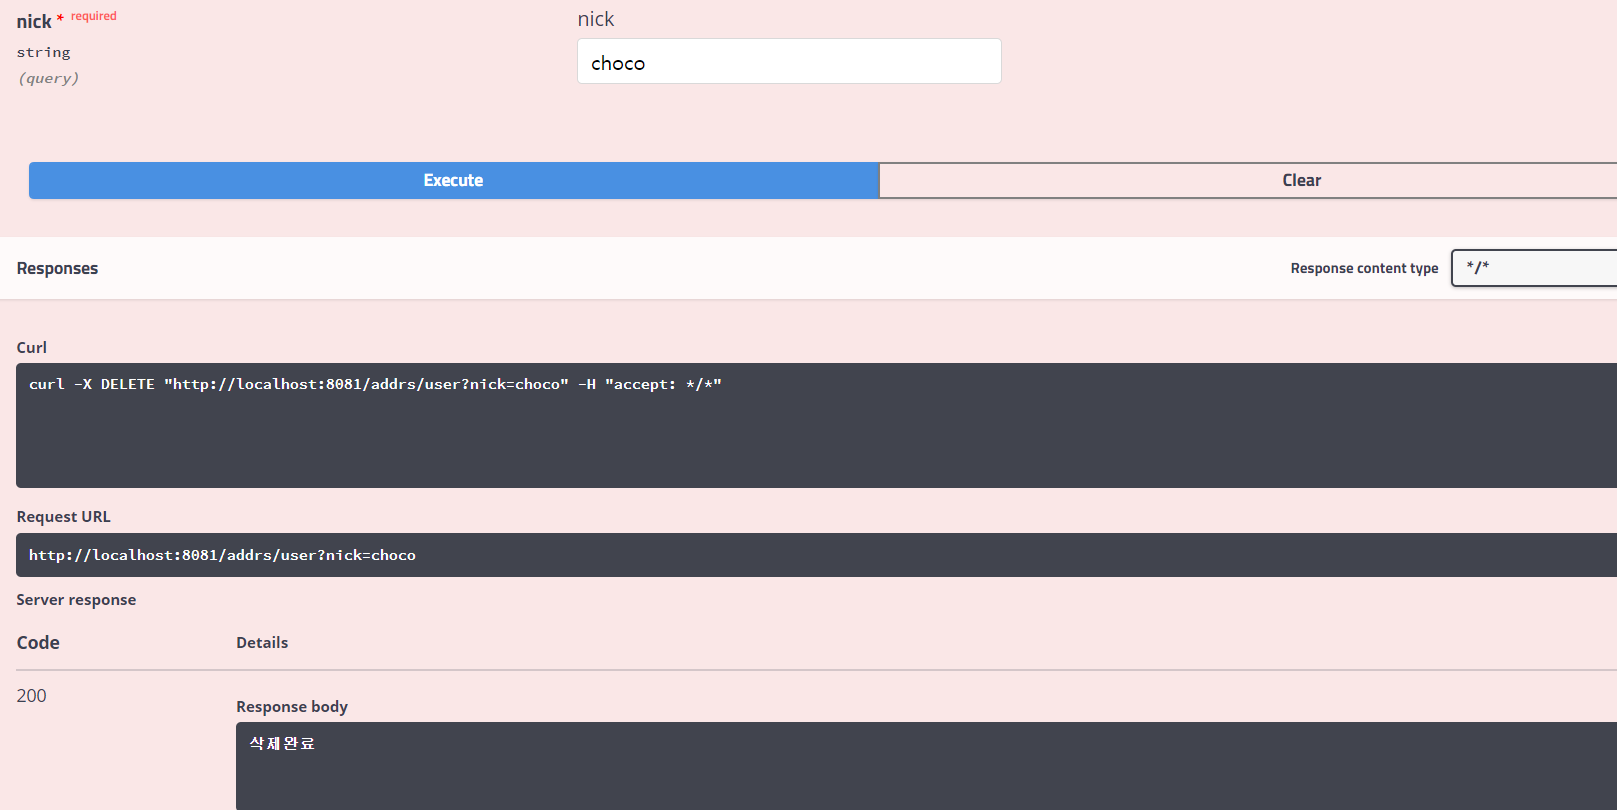 nick * required
nick
string
(query)
choco
Execute
Clear
Responses
Response content type
*/*
Curl
curl -X DELETE "http://localhost:8081/addrs/user?nick=choco" -H "accept: */*"
Request URL
http://localhost:8081/addrs/user?nick=choco
Server response
Code
Details
200
Response body
삭제완료